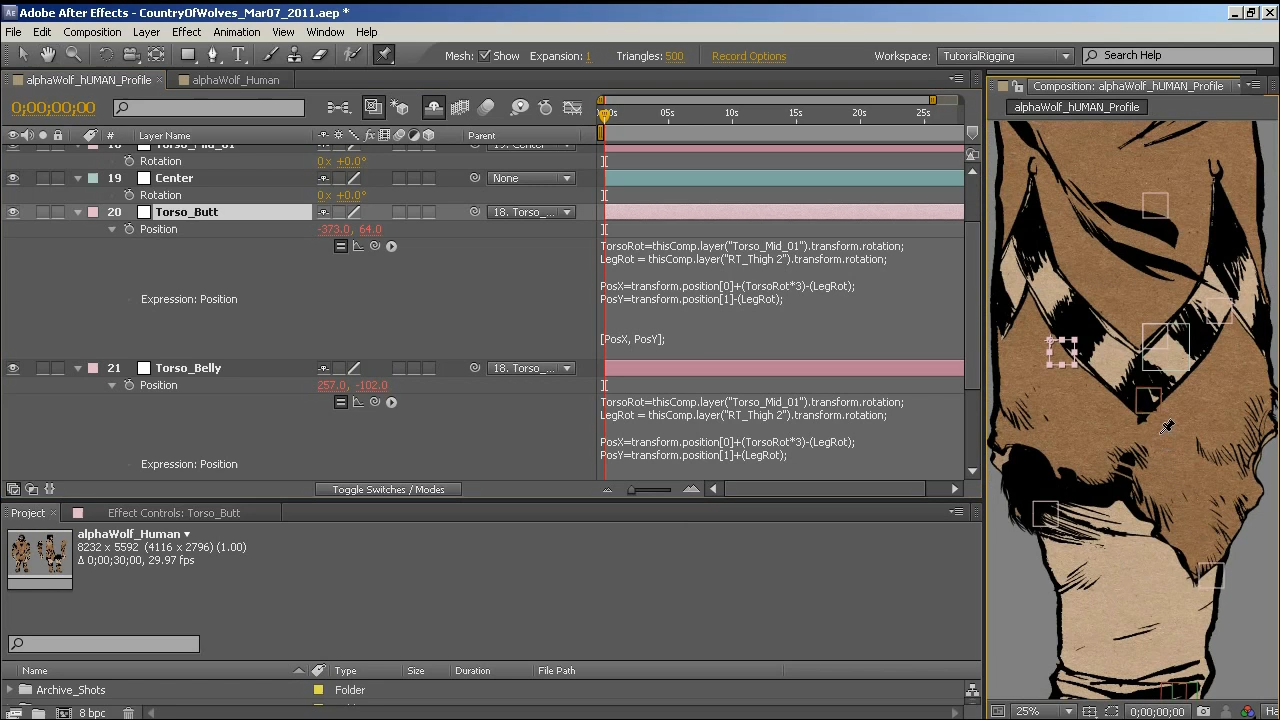 Adobe After Effects - CountryOfWolves_Mar07_2011.aep *
File Edit Composition Layer Effect Animation View Window Help
Mesh: Show Expansion: 1 Triangles: 500 Record Options Workspace: TutorialRigging Search Help
alphaWolf_hUMAN_Profile alphaWolf_Human
Composition: alphaWolf_hUMAN_Profile
0;00;00;00
alphaWolf_hUMAN_Profile
05s 10s 15s 20s 25s
# Layer Name Parent
Rotation 0x +0.0°
19 Center None
Rotation 0x +0.0°
20 Torso_Butt 18. Torso_...
Position -373.0, 64.0
TorsoRot=thisComp.layer("Torso_Mid_01").transform.rotation;
LegRot = thisComp.layer("RT_Thigh 2").transform.rotation;
PosX=transform.position[0]+(TorsoRot*3)-(LegRot);
Expression: Position PosY=transform.position[1]-(LegRot);
[PosX, PosY];
21 Torso_Belly 18. Torso_...
Position 257.0, -102.0
TorsoRot=thisComp.layer("Torso_Mid_01").transform.rotation;
LegRot = thisComp.layer("RT_Thigh 2").transform.rotation;
PosX=transform.position[0]+(TorsoRot*3)-(LegRot);
PosY=transform.position[1]+(LegRot);
Expression: Position
Toggle Switches / Modes
Project Effect Controls: Torso_Butt
alphaWolf_Human
8232 x 5592 (4116 x 2796) (1.00)
Δ 0;00;30;00, 29.97 fps
Name Type Size Duration File Path
Archive_Shots Folder
8 bpc
25% 0;00;00;00